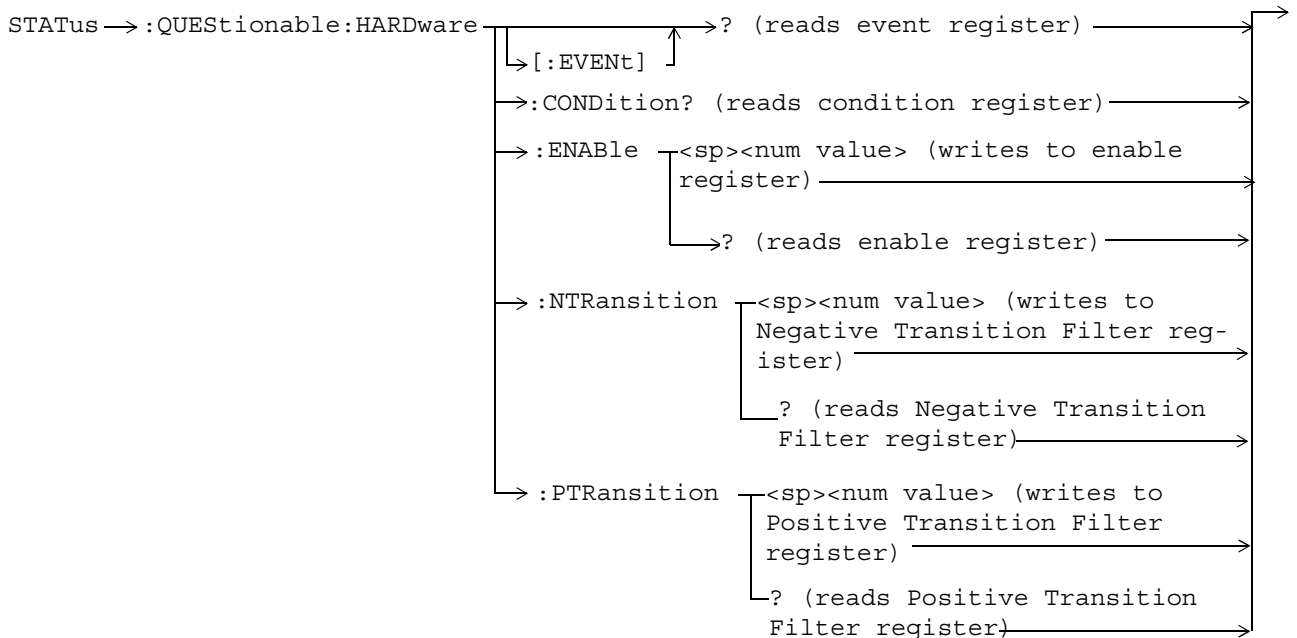 STATus :QUEStionable:HARDware ? (reads event register)
[:EVENt]
:CONDition? (reads condition register)
:ENABle <sp><num value> (writes to enable
register)
? (reads enable register)
:NTRansition <sp><num value> (writes to
Negative Transition Filter reg-
ister)
? (reads Negative Transition
Filter register)
:PTRansition <sp><num value> (writes to
Positive Transition Filter
register)
? (reads Positive Transition
Filter register)